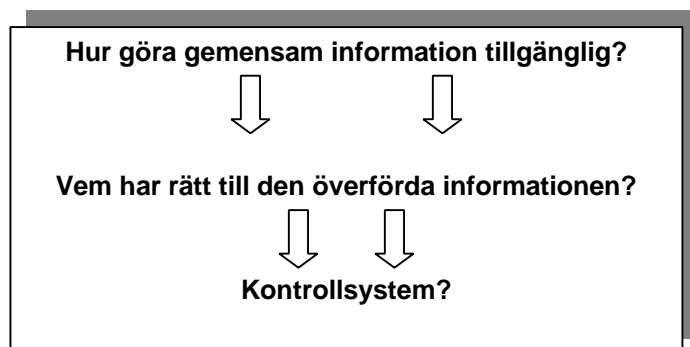 Hur göra gemensam information tillgänglig?
Vem har rätt till den överförda informationen?
Kontrollsystem?